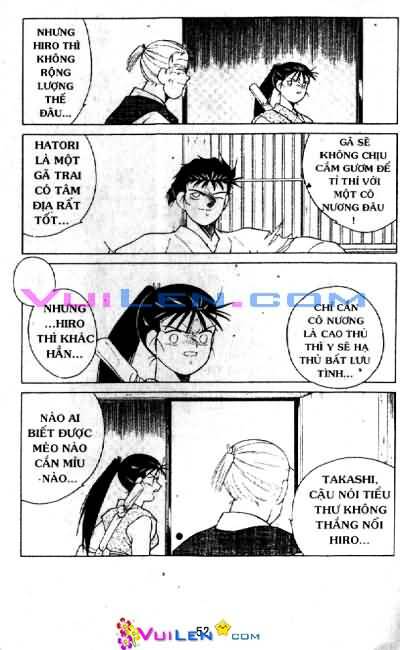 NHƯNG
HIRO THÌ
KHÔNG
RỘNG
LƯỢNG
THẾ
ĐÂU...
HATORI
LÀ MỘT
GÃ TRAI
CÓ TÂM
ĐỊA RẤT
TỐT...
GÃ SẼ
KHÔNG CHỊU
CẦM GƯƠM ĐỂ
TỈ THÍ VỚI
MỘT CÔ
NƯƠNG ĐÂU
!
NHƯNG
...HIRO
THÌ KHÁC
HẲN...
CHỈ CẦN
CÔ NƯƠNG
LÀ CAO THỦ
THÌ Y SẼ HẠ
THỦ BẤT LƯU
TÌNH...
VUILEN.COM
NÀO AI
BIẾT ĐƯỢC
MÈO NÀO
CẮN MỈU
NÀO...
TAKASHI,
CẬU NÓI TIỂU
THƯ KHÔNG
THẮNG NỔI
HIRO...
52
VUILEN.COM